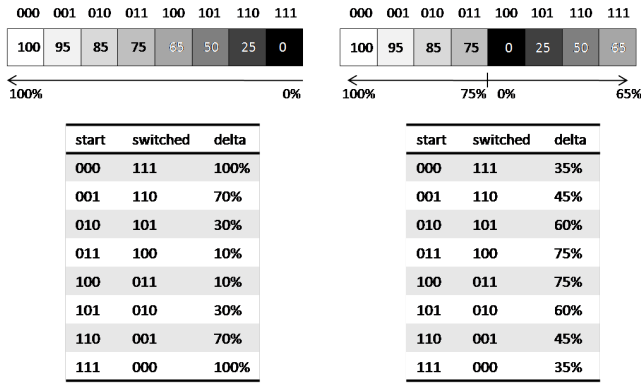 000 001 010 011 100 101 110 111
100 95 85 75 65 50 25 0
100% 0%
start switched delta
000 111 100%
001 110 70%
010 101 30%
011 100 10%
100 011 10%
101 010 30%
110 001 70%
111 000 100%
000 001 010 011 100 101 110 111
100 95 85 75 0 25 50 65
100% 75% 0% 65%
start switched delta
000 111 35%
001 110 45%
010 101 60%
011 100 75%
100 011 75%
101 010 60%
110 001 45%
111 000 35%